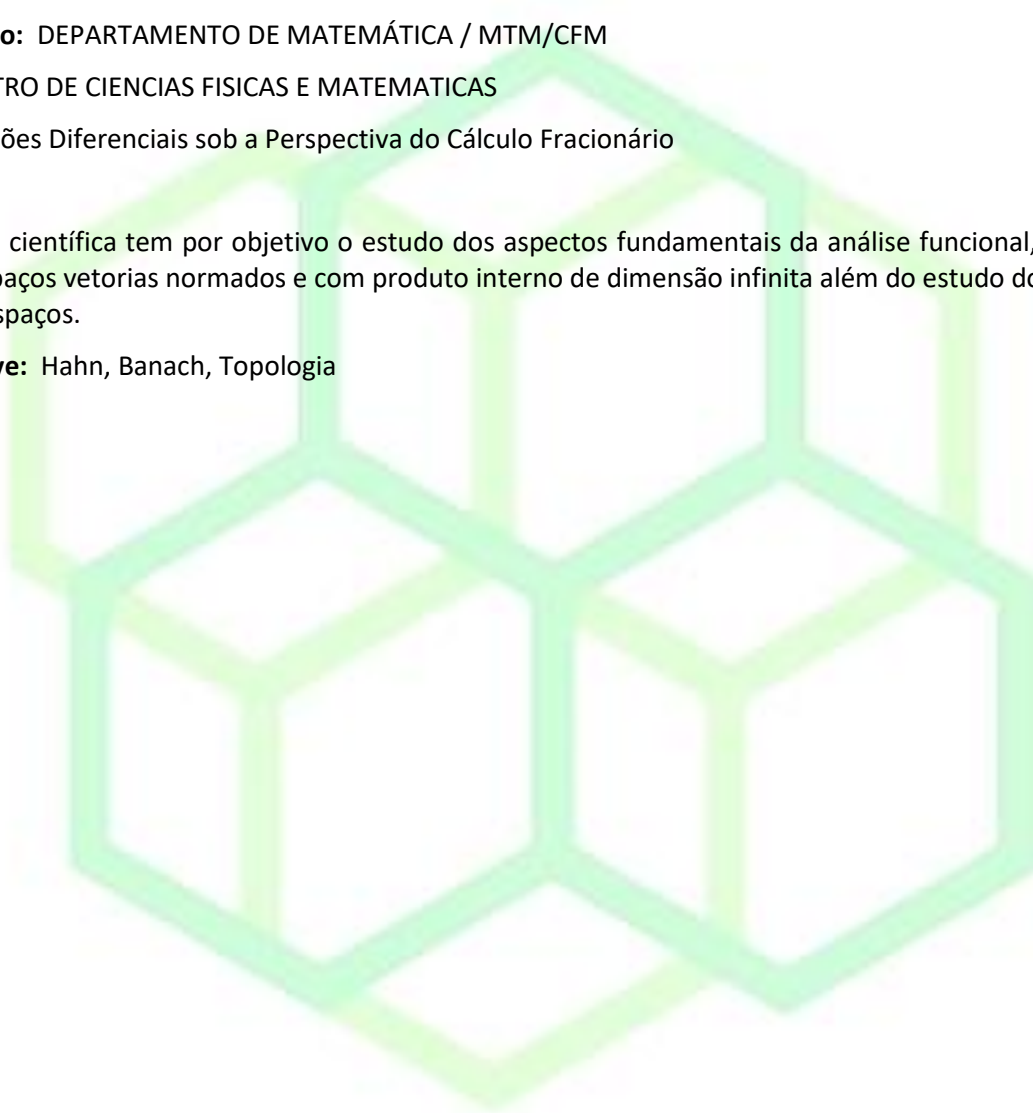 o: DEPARTAMENTO DE MATEMÁTICA / MTM/CFM
TRO DE CIENCIAS FISICAS E MATEMATICAS
ões Diferenciais sob a Perspectiva do Cálculo Fracionário
científica tem por objetivo o estudo dos aspectos fundamentais da análise funcional,
paços vetorias normados e com produto interno de dimensão infinita além do estudo do
spaços.
ve: Hahn, Banach, Topologia